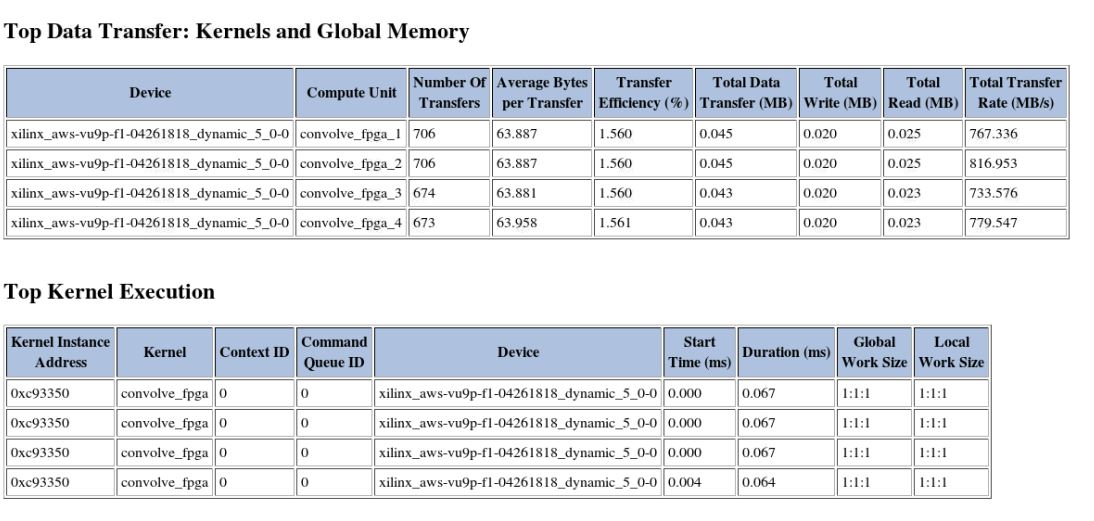 Top Data Transfer: Kernels and Global Memory
Device Compute Unit Number Of Transfers Average Bytes per Transfer Transfer Efficiency (%) Total Data Transfer (MB) Total Write (MB) Total Read (MB) Total Transfer Rate (MB/s)
xilinx_aws-vu9p-f1-04261818_dynamic_5_0-0 convolve_fpga_1 706 63.887 1.560 0.045 0.020 0.025 767.336
xilinx_aws-vu9p-f1-04261818_dynamic_5_0-0 convolve_fpga_2 706 63.887 1.560 0.045 0.020 0.025 816.953
xilinx_aws-vu9p-f1-04261818_dynamic_5_0-0 convolve_fpga_3 674 63.881 1.560 0.043 0.020 0.023 733.576
xilinx_aws-vu9p-f1-04261818_dynamic_5_0-0 convolve_fpga_4 673 63.958 1.561 0.043 0.020 0.023 779.547
Top Kernel Execution
Kernel Instance Address Kernel Context ID Command Queue ID Device Start Time (ms) Duration (ms) Global Work Size Local Work Size
0xc93350 convolve_fpga 0 0 xilinx_aws-vu9p-f1-04261818_dynamic_5_0-0 0.000 0.067 1:1:1 1:1:1
0xc93350 convolve_fpga 0 0 xilinx_aws-vu9p-f1-04261818_dynamic_5_0-0 0.000 0.067 1:1:1 1:1:1
0xc93350 convolve_fpga 0 0 xilinx_aws-vu9p-f1-04261818_dynamic_5_0-0 0.000 0.067 1:1:1 1:1:1
0xc93350 convolve_fpga 0 0 xilinx_aws-vu9p-f1-04261818_dynamic_5_0-0 0.004 0.064 1:1:1 1:1:1